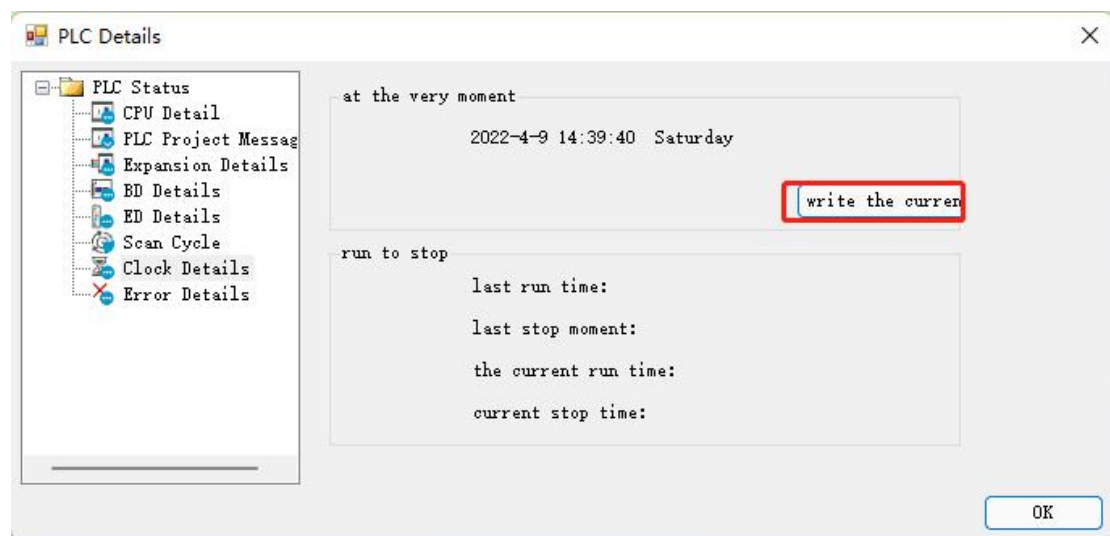 PLC Details
PLC Status
CPU Detail
PLC Project Messag
Expansion Details
BD Details
ED Details
Scan Cycle
Clock Details
Error Details
at the very moment
2022-4-9 14:39:40 Saturday
write the curren
run to stop
last run time:
last stop moment:
the current run time:
current stop time:
OK